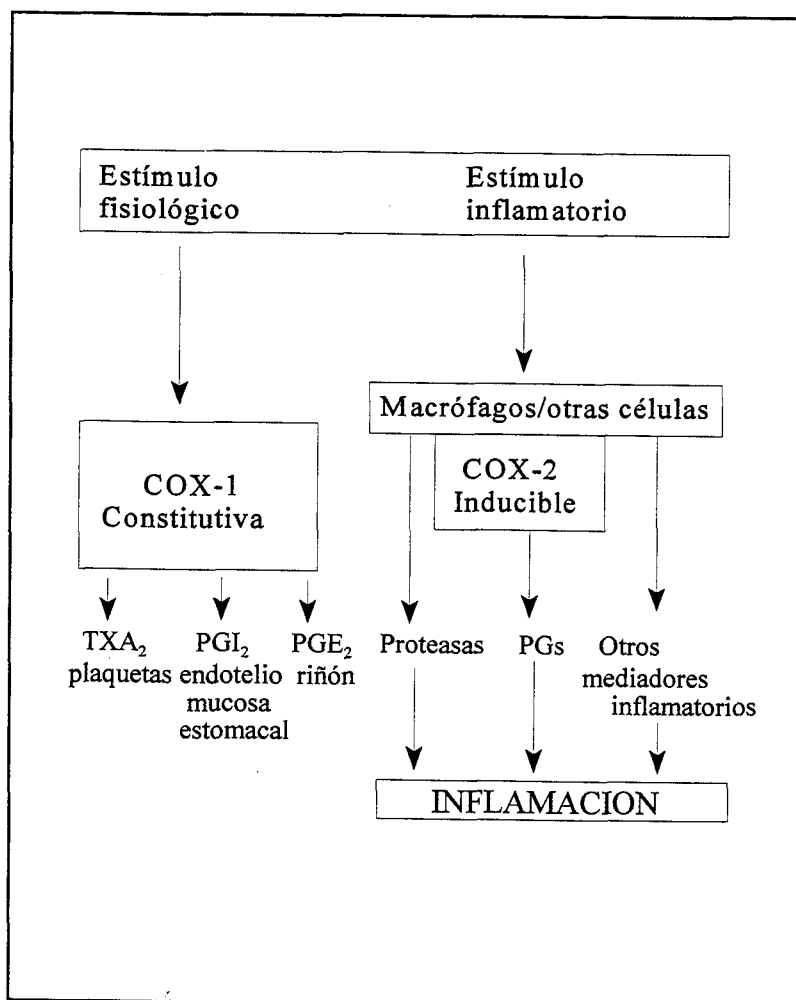 Estímulo
fisiológico
Estímulo
inflamatorio
Macrófagos/otras células
COX-1
Constitutiva
COX-2
Inducible
TXA₂
plaquetas
PGI₂
endotelio
mucosa
estomacal
PGE₂
riñón
Proteasas
PGs
Otros
mediadores
inflamatorios
INFLAMACION